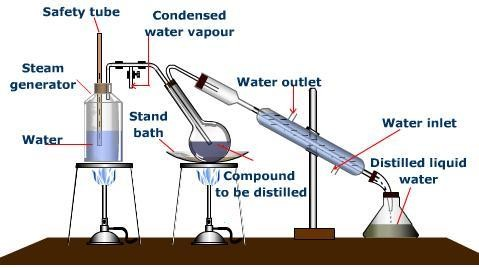 Safety tube
Condensed
water vapour
Steam
generator
Water
Stand
bath
Water outlet
Water inlet
Compound
to be distilled
Distilled liquid
water